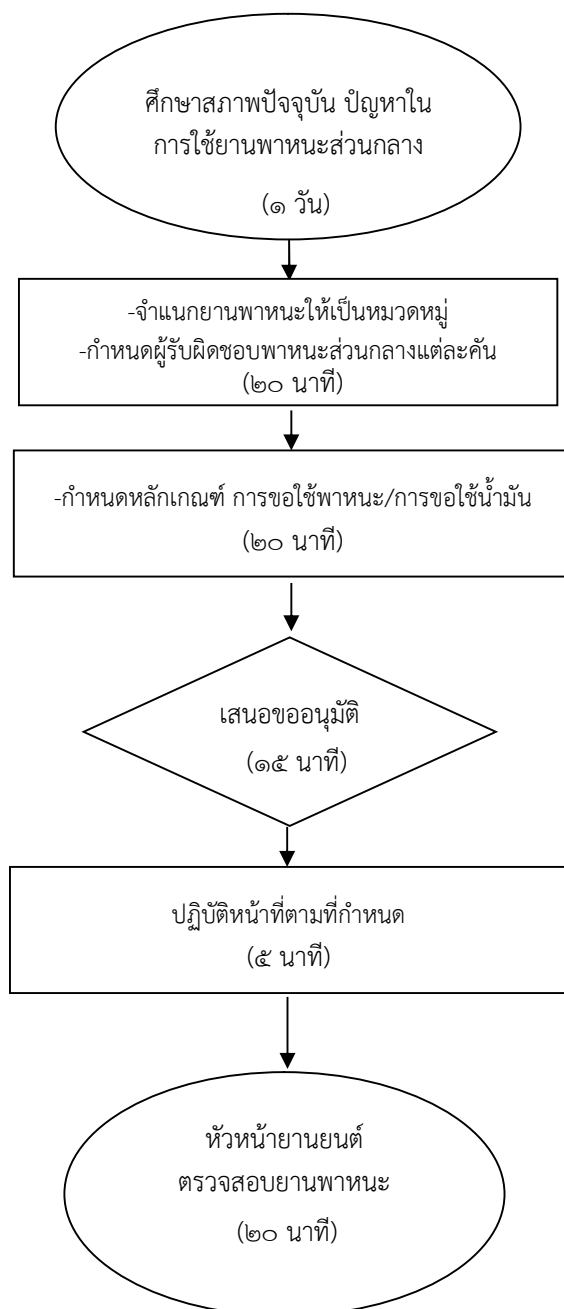 ศึกษาสภาพปัจจุบัน ปํญหาใน
การใช้ยานพาหนะส่วนกลาง
(๑ วัน)
-จำแนกยานพาหนะให้เป็นหมวดหมู่
-กำหนดผู้รับผิดชอบพาหนะส่วนกลางแต่ละคัน
(๒๐ นาที)
-กำหนดหลักเกณฑ์ การขอใช้พาหนะ/การขอใช้น้ำมัน
(๒๐ นาที)
เสนอขออนุมัติ
(๑๕ นาที)
ปฏิบัติหน้าที่ตามที่กำหนด
(๕ นาที)
หัวหน้ายานยนต์
ตรวจสอบยานพาหนะ
(๒๐ นาที)